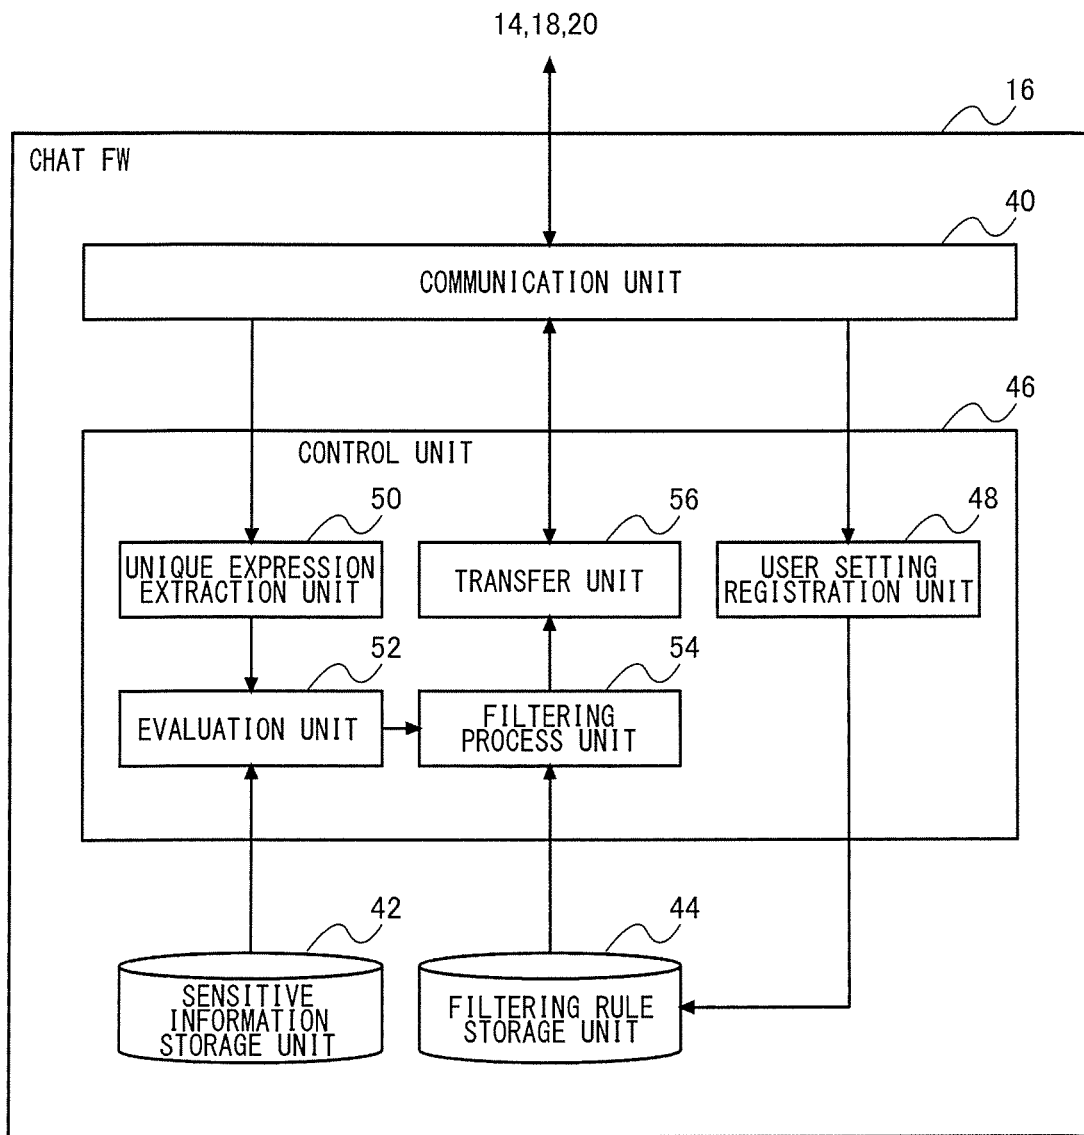 14,18,20
16
CHAT FW
40
COMMUNICATION UNIT
46
CONTROL UNIT
50
56
48
UNIQUE EXPRESSION
EXTRACTION UNIT
TRANSFER UNIT
USER SETTING
REGISTRATION UNIT
52
54
EVALUATION UNIT
FILTERING
PROCESS UNIT
42
44
SENSITIVE
INFORMATION
STORAGE UNIT
FILTERING RULE
STORAGE UNIT